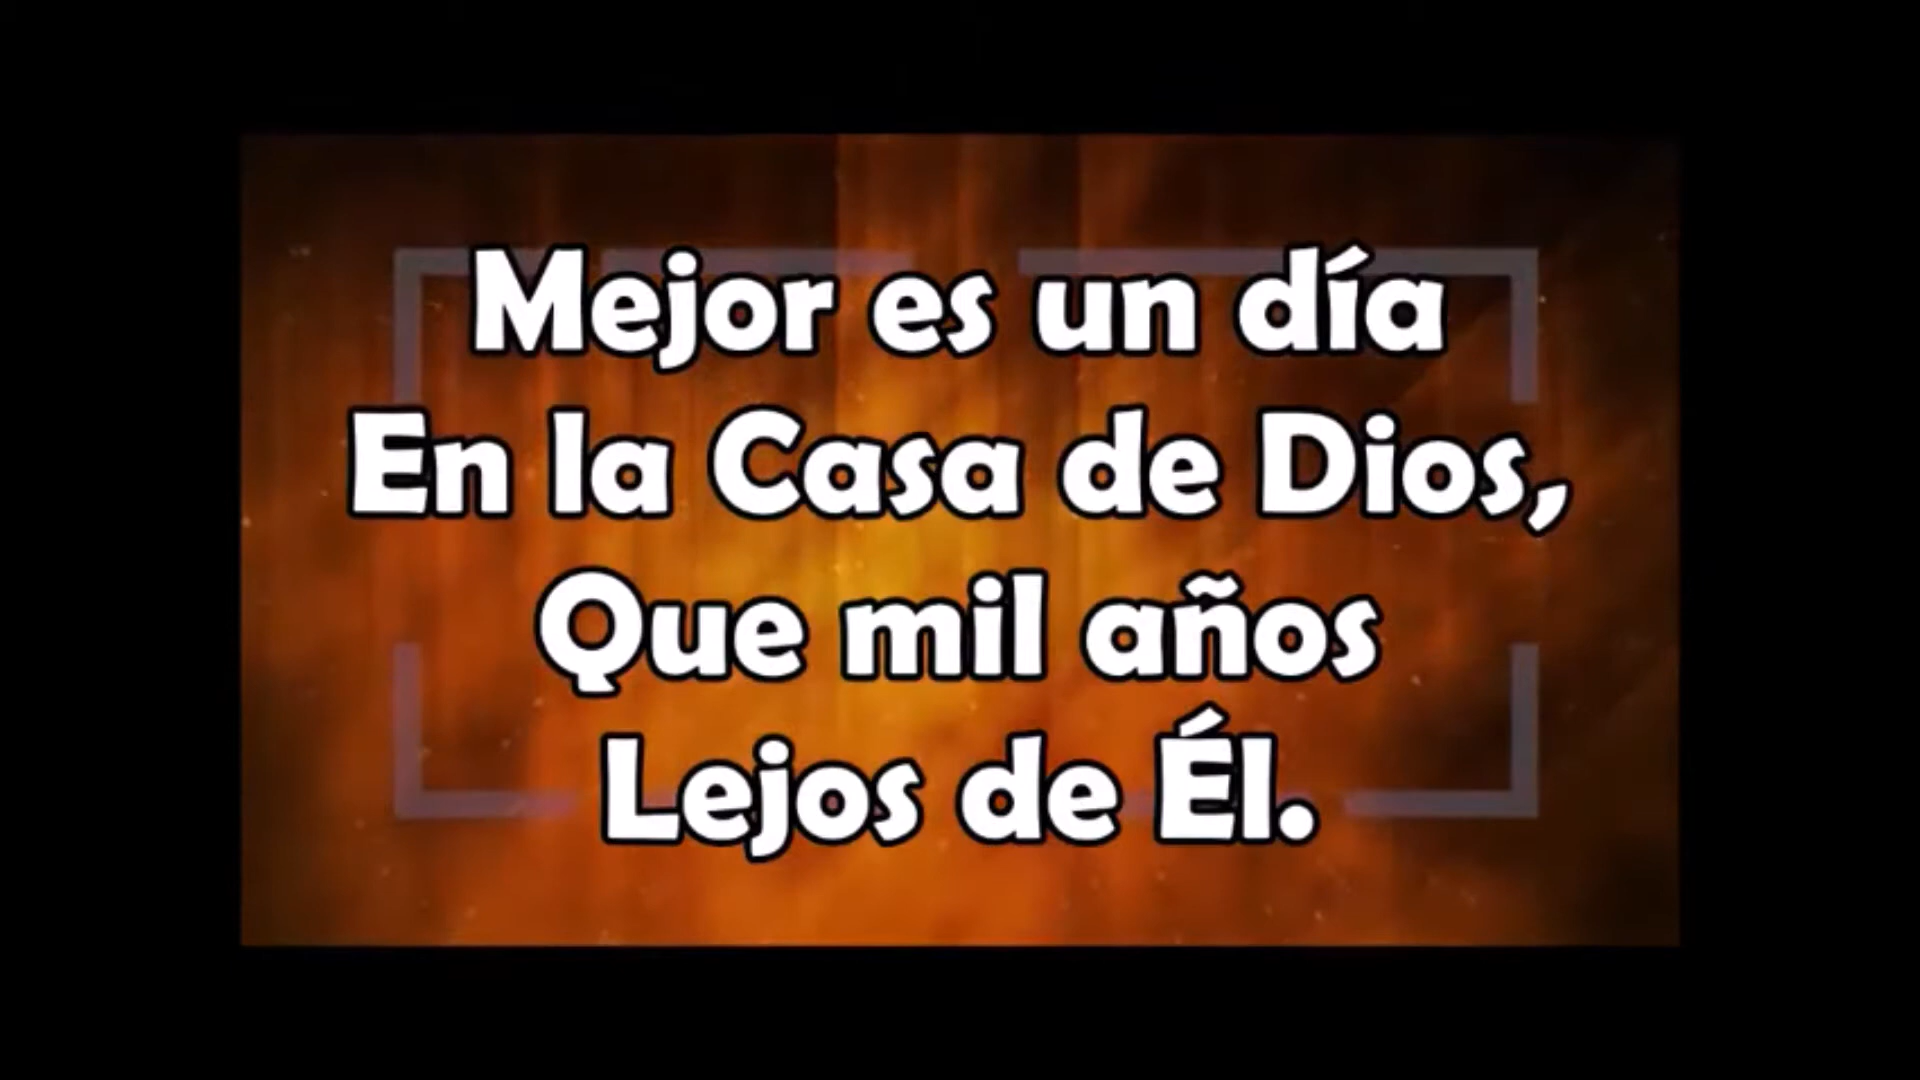 Mejor es un día
En la Casa de Dios,
Que mil años
Lejos de Él.